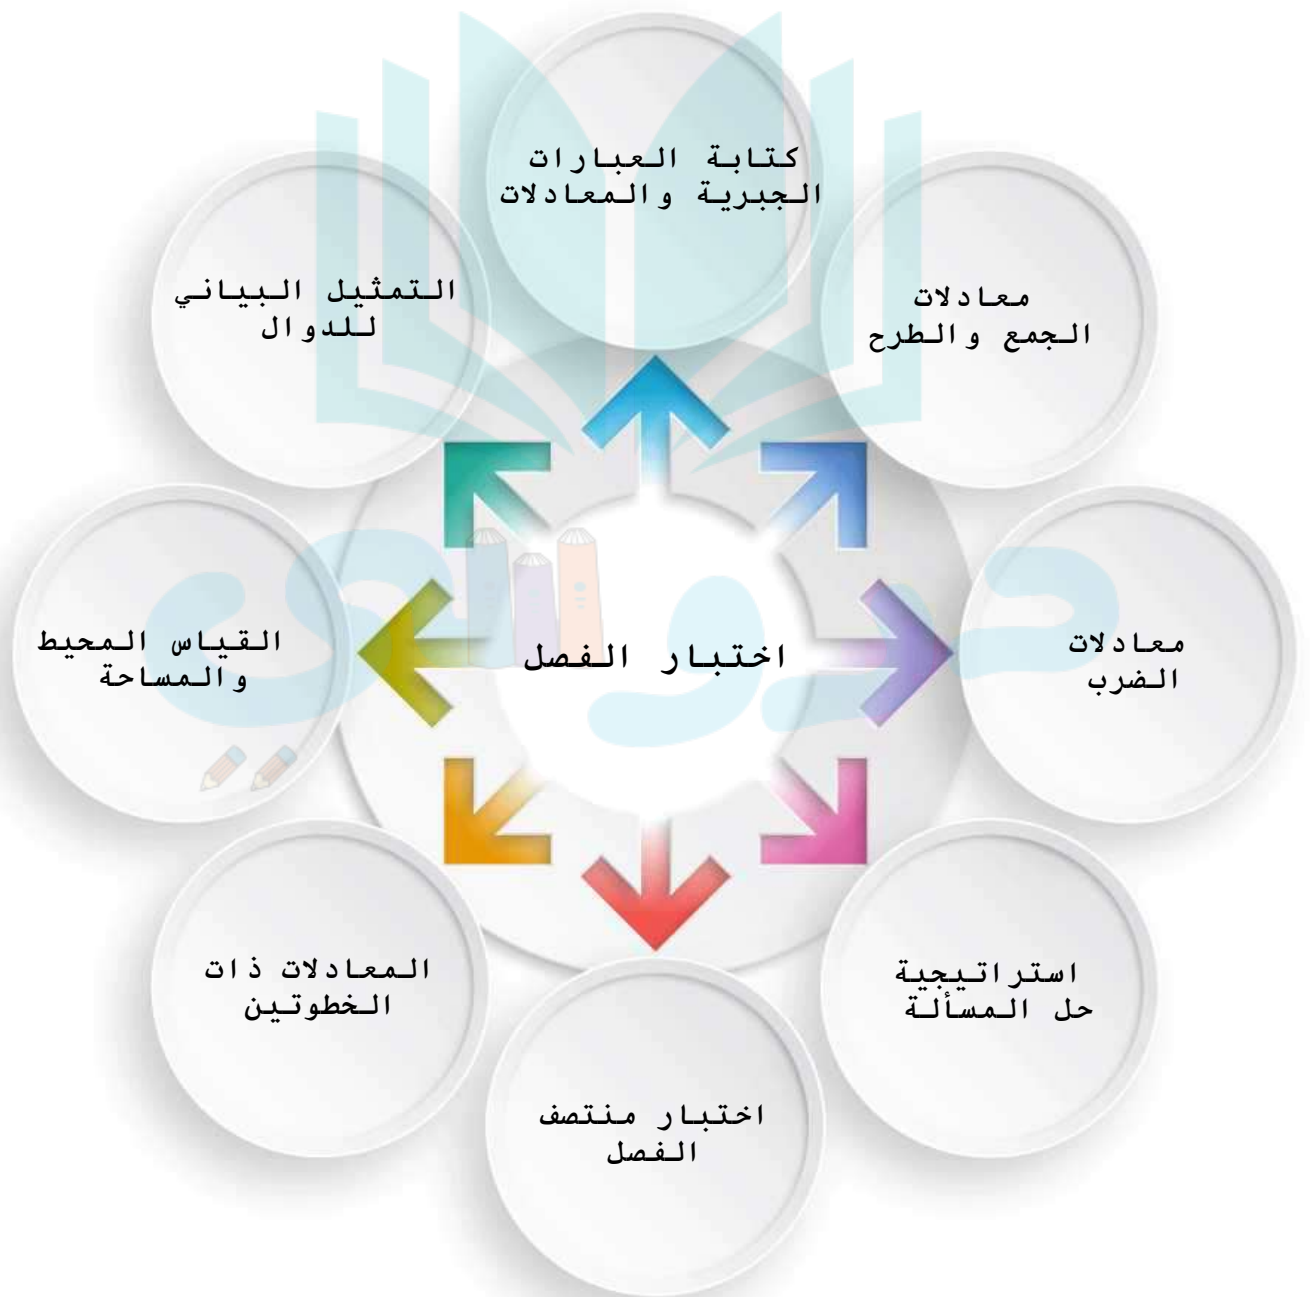 كتابة العبارات
الجبرية والمعادلات
معادلات
الجمع والطرح
معادلات
الضرب
استراتيجية
حل المسألة
اختبار منتصف
الفصل
المعادلات ذات
الخطوتين
القياس المحيط
والمساحة
التمثيل البياني
للدوال
اختبار الفصل